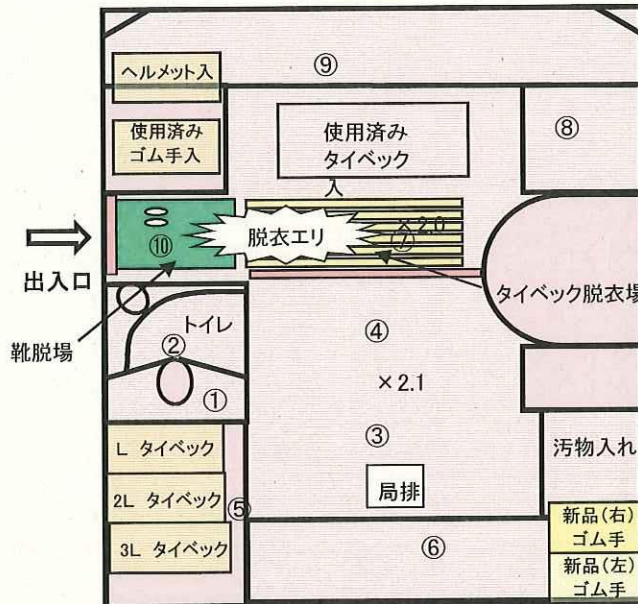 ⑨
ヘルメット入
使用済み
ゴム手入
使用済み
タイベック
入
⑧
出入口
⑩
脱衣エリ
×2.0
⑦
タイベック脱衣場
靴脱場
トイレ
②
①
④
×2.1
③
局排
L タイベック
2L タイベック
3L タイベック
⑤
⑥
汚物入れ
新品(右)
ゴム手
新品(左)
ゴム手